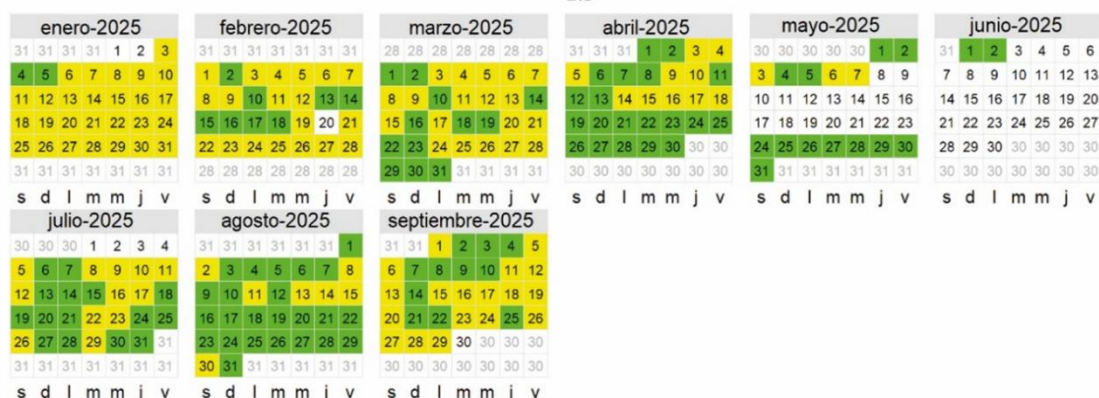 enero-2025 febrero-2025 marzo-2025 abril-2025 mayo-2025 junio-2025
31 31 31 31 1 2 3 31 31 31 31 31 31 31 28 28 28 28 28 28 28 31 31 31 1 2 3 4 30 30 30 30 30 1 2 31 1 2 3 4 5 6
4 5 6 7 8 9 10 1 2 3 4 5 6 7 1 2 3 4 5 6 7 5 6 7 8 9 10 11 3 4 5 6 7 8 9 7 8 9 10 11 12 13
11 12 13 14 15 16 17 8 9 10 11 12 13 14 8 9 10 11 12 13 14 12 13 14 15 16 17 18 10 11 12 13 14 15 16 14 15 16 17 18 19 20
18 19 20 21 22 23 24 15 16 17 18 19 20 21 15 16 17 18 19 20 21 19 20 21 22 23 24 25 17 18 19 20 21 22 23 21 22 23 24 25 26 27
25 26 27 28 29 30 31 22 23 24 25 26 27 28 22 23 24 25 26 27 28 26 27 28 29 30 30 30 24 25 26 27 28 29 30 28 29 30 30 30 30 30
31 31 31 31 31 31 31 28 28 28 28 28 28 28 29 30 31 31 31 31 31 30 30 30 30 30 30 30 31 31 31 31 31 31 31 30 30 30 30 30 30 30
s d l m m j v s d l m m j v s d l m m j v s d l m m j v s d l m m j v s d l m m j v
julio-2025 agosto-2025 septiembre-2025
30 30 30 1 2 3 4 31 31 31 31 31 31 1 31 31 1 2 3 4 5
5 6 7 8 9 10 11 2 3 4 5 6 7 8 6 7 8 9 10 11 12
12 13 14 15 16 17 18 9 10 11 12 13 14 15 13 14 15 16 17 18 19
19 20 21 22 23 24 25 16 17 18 19 20 21 22 20 21 22 23 24 25 26
26 27 28 29 30 31 31 23 24 25 26 27 28 29 27 28 29 30 30 30 30
31 31 31 31 31 31 31 30 31 31 31 31 31 31 30 30 30 30 30 30 30
s d l m m j v s d l m m j v s d l m m j v